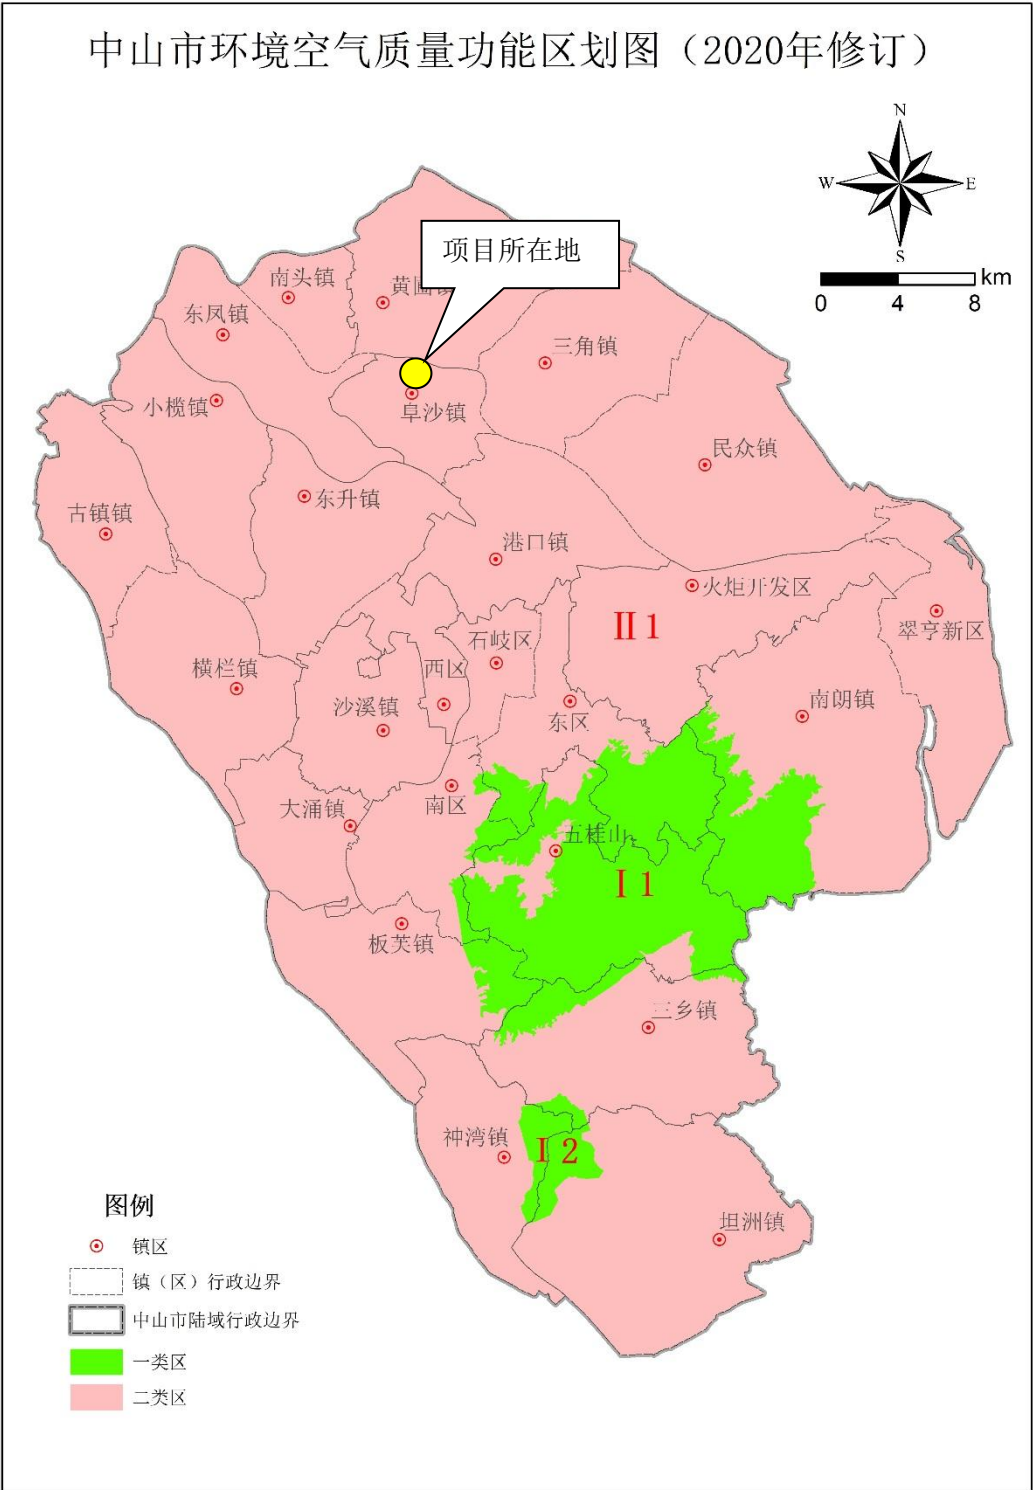 中山市环境空气质量功能区划图（2020年修订）
N
W
E
S
km
0
4
8
项目所在地
南头镇
黄圃镇
东凤镇
三角镇
小榄镇
阜沙镇
民众镇
东升镇
古镇镇
港口镇
火炬开发区
Ⅱ1
翠亨新区
石岐区
横栏镇
西区
沙溪镇
东区
南朗镇
大涌镇
南区
五桂山
Ⅰ1
板芙镇
三乡镇
神湾镇
Ⅰ2
坦洲镇
图例
镇区
镇（区）行政边界
中山市陆域行政边界
一类区
二类区